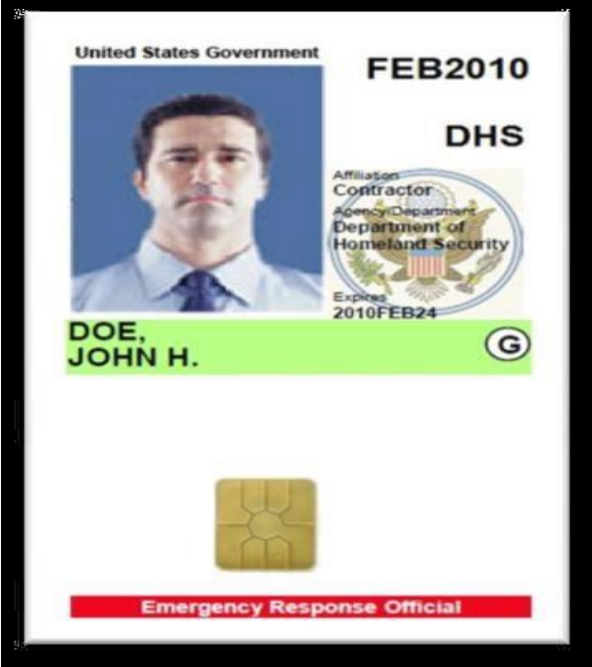 United States Government
FEB2010
DHS
Affiliation
Contractor
Agency/Department
Department of
Homeland Security
Expires
2010FEB24
DOE,
JOHN H.
G
Emergency Response Official